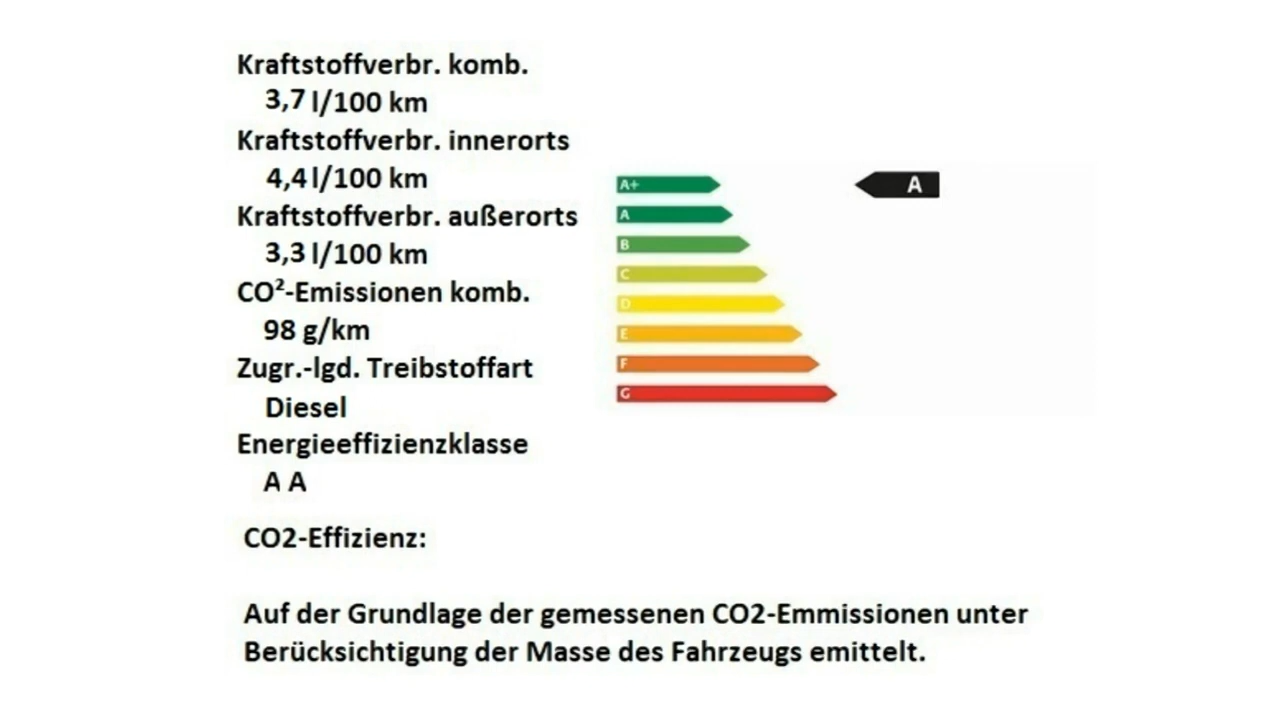 Kraftstoffverbr. komb.
3,7 l/100 km
Kraftstoffverbr. innerorts
4,4 l/100 km
Kraftstoffverbr. außerorts
3,3 l/100 km
CO²-Emissionen komb.
98 g/km
Zugr.-lgd. Treibstoffart
Diesel
Energieeffizienzklasse
A A
A+
A
A
B
C
D
E
F
G
CO2-Effizienz:
Auf der Grundlage der gemessenen CO2-Emmissionen unter
Berücksichtigung der Masse des Fahrzeugs emittelt.